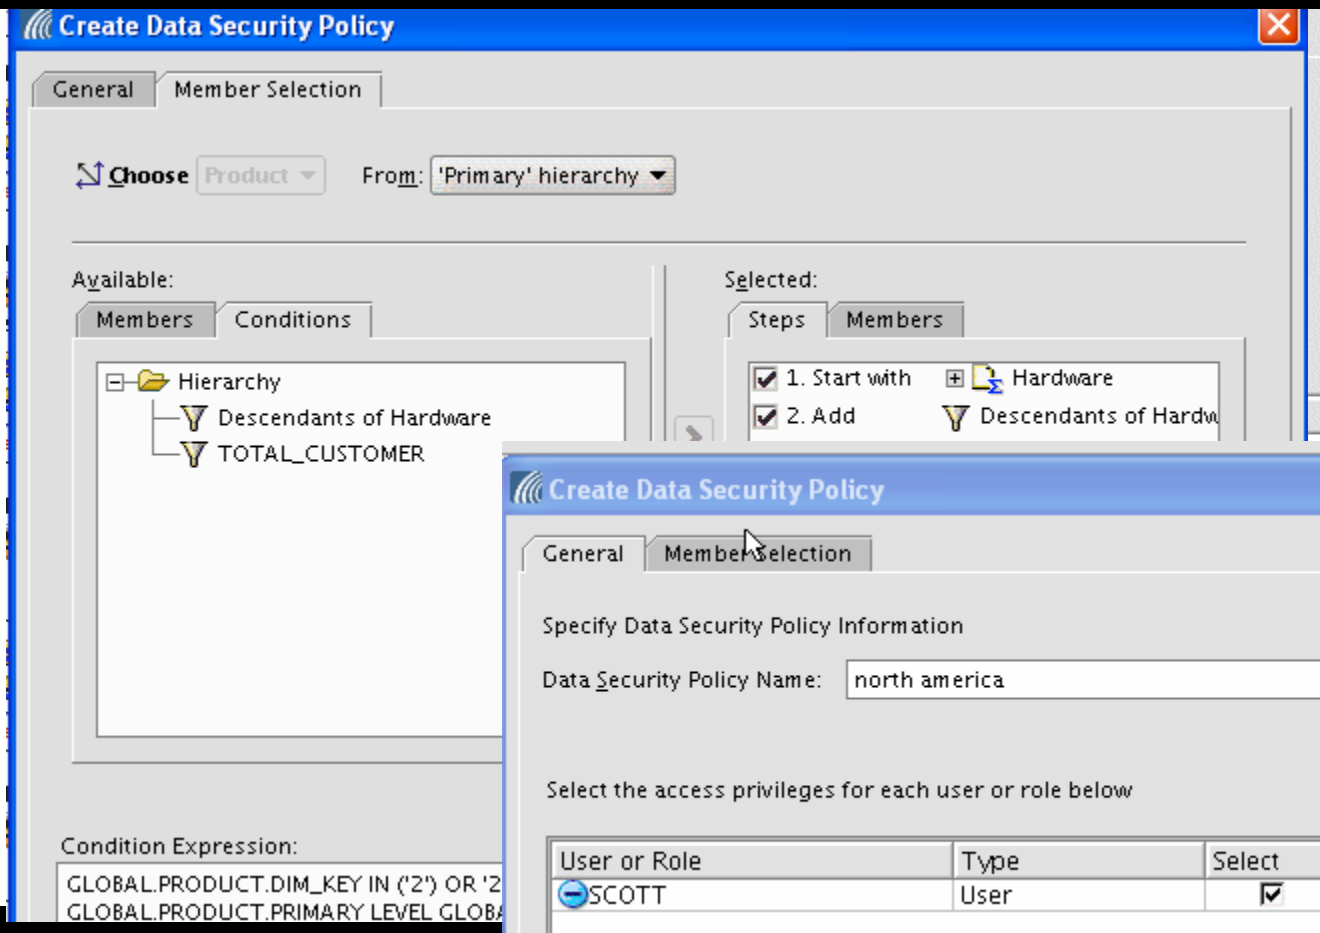 Create Data Security Policy
General Member Selection
Choose Product From: 'Primary' hierarchy
Available:
Members Conditions
Hierarchy
Descendants of Hardware
TOTAL_CUSTOMER
Selected:
Steps Members
1. Start with Hardware
2. Add Descendants of Hardw
Condition Expression:
GLOBAL.PRODUCT.DIM_KEY IN ('2') OR '2
GLOBAL.PRODUCT.PRIMARY LEVEL GLOBA
Create Data Security Policy
General Member Selection
Specify Data Security Policy Information
Data Security Policy Name: north america
Select the access privileges for each user or role below
User or Role Type Select
SCOTT User